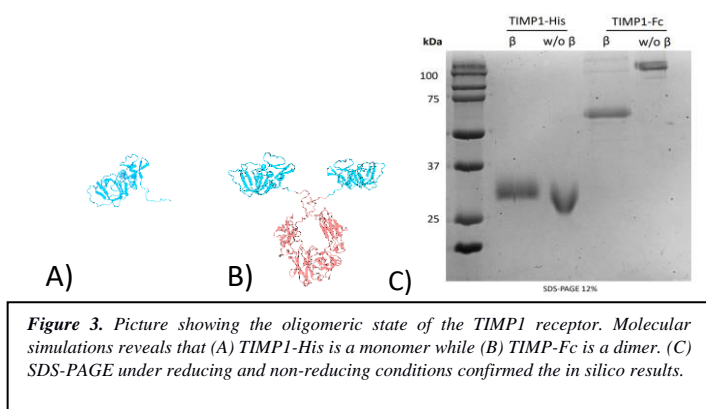 TIMP1-His TIMP1-Fc
kDa β w/o β β w/o β
100
75
37
25
A) B) C)
SDS-PAGE 12%
Figure 3. Picture showing the oligomeric state of the TIMP1 receptor. Molecular
simulations reveals that (A) TIMP1-His is a monomer while (B) TIMP-Fc is a dimer. (C)
SDS-PAGE under reducing and non-reducing conditions confirmed the in silico results.